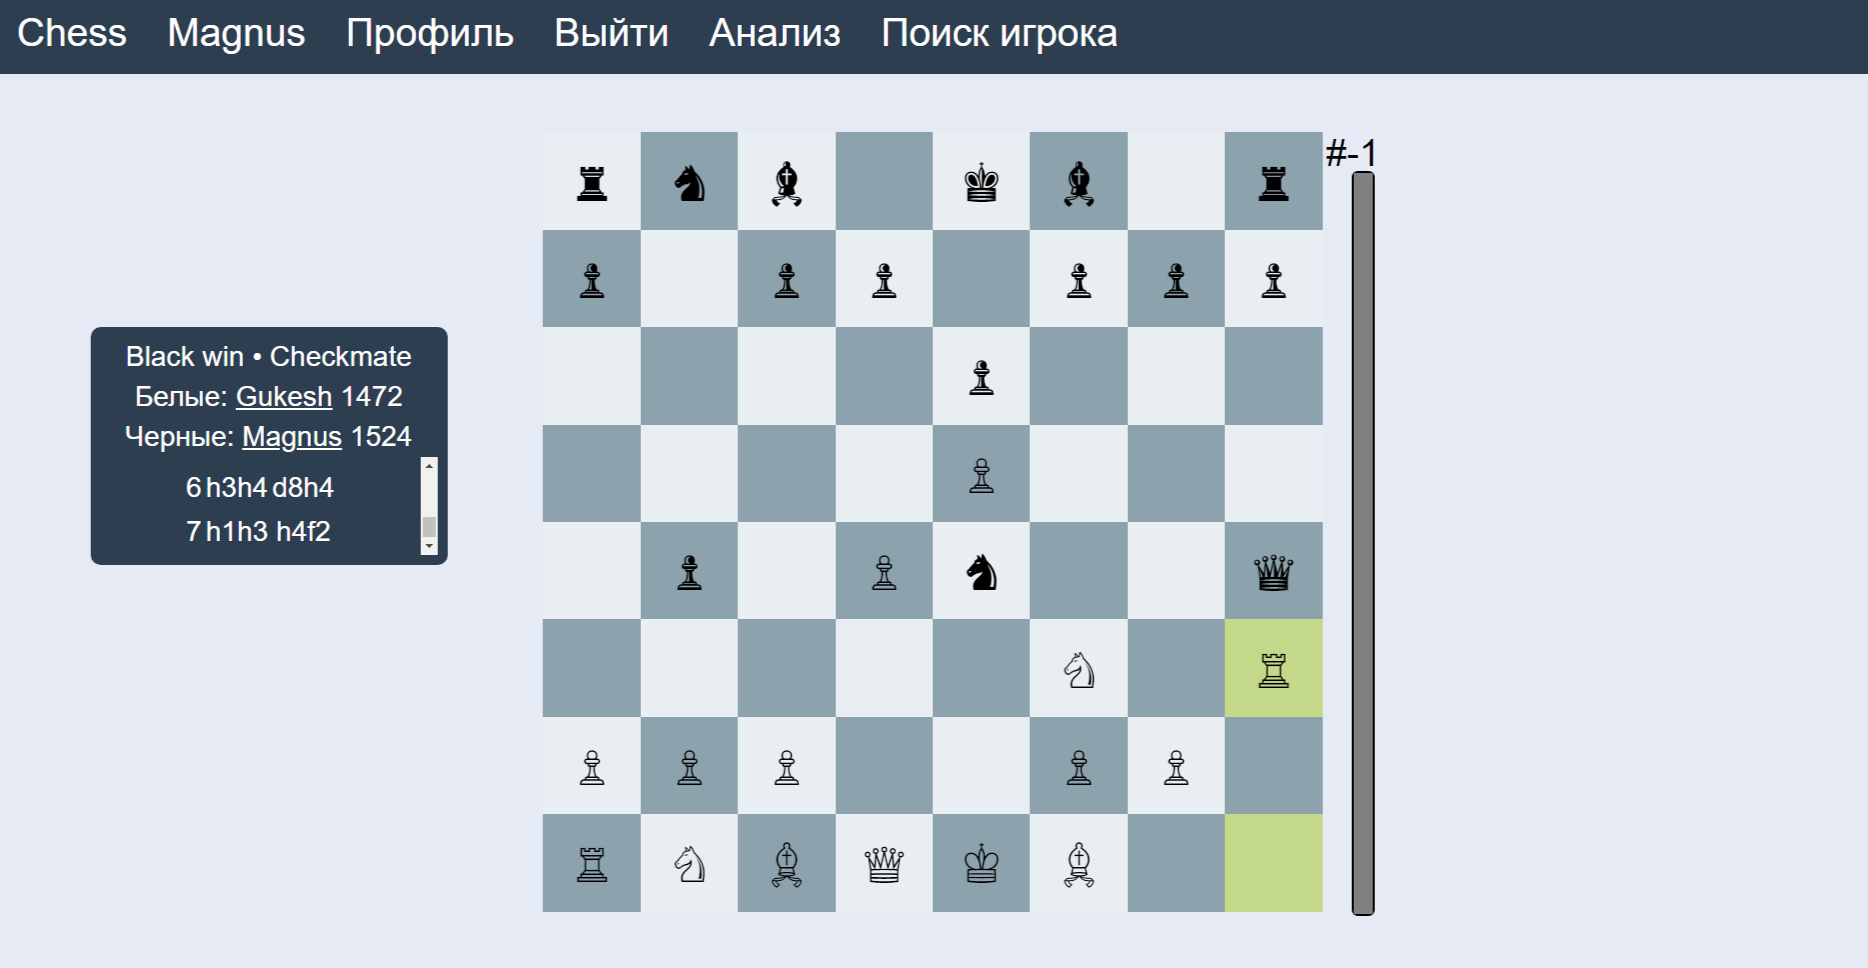 Chess Magnus Профиль Выйти Анализ Поиск игрока
#-1
Black win • Checkmate
Белые: Gukesh 1472
Черные: Magnus 1524
6 h3h4 d8h4
7 h1h3 h4f2